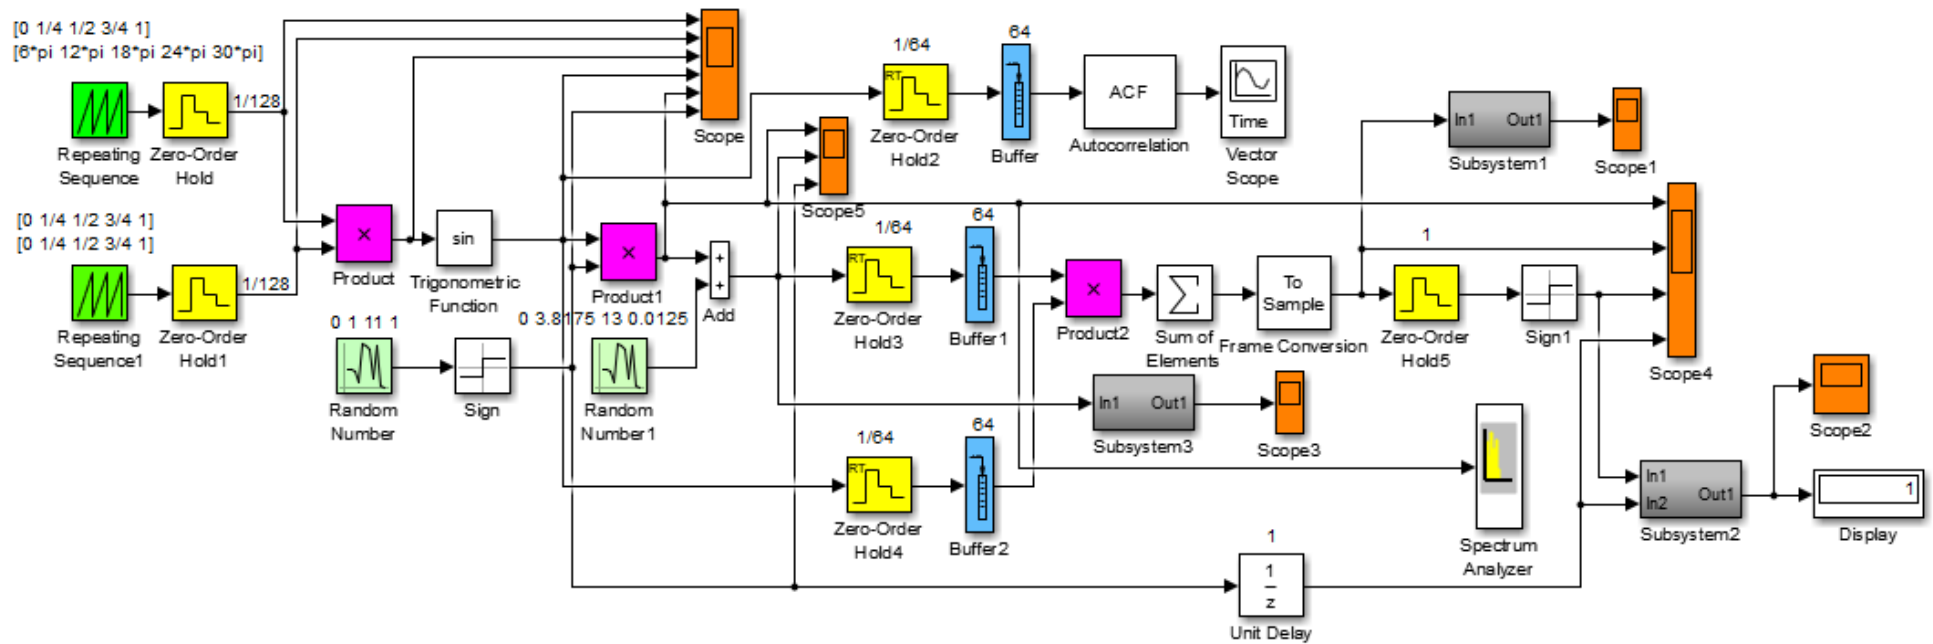 [0 1/4 1/2 3/4 1]
[6*pi 12*pi 18*pi 24*pi 30*pi]
1/128
Repeating
Sequence
Zero-Order
Hold
[0 1/4 1/2 3/4 1]
[0 1/4 1/2 3/4 1]
1/128
Repeating
Sequence1
Zero-Order
Hold1
×
Product
sin
Trigonometric
Function
0 1 11 1
Random
Number
Sign
×
Product1
0 3.8175 13 0.0125
Random
Number1
+
+
Add
Scope
Scope5
1/64
RT
Zero-Order
Hold2
64
Buffer
ACF
Autocorrelation
Time
Vector
Scope
1/64
RT
Zero-Order
Hold3
64
Buffer1
×
Product2
Sum of
Elements
To
Sample
Frame Conversion
1
Zero-Order
Hold5
Sign1
In1
Out1
Subsystem1
Scope1
Scope4
In1
Out1
Subsystem3
Scope3
1/64
RT
Zero-Order
Hold4
64
Buffer2
Spectrum
Analyzer
1
1
z
Unit Delay
In1
In2
Out1
Subsystem2
Scope2
1
Display